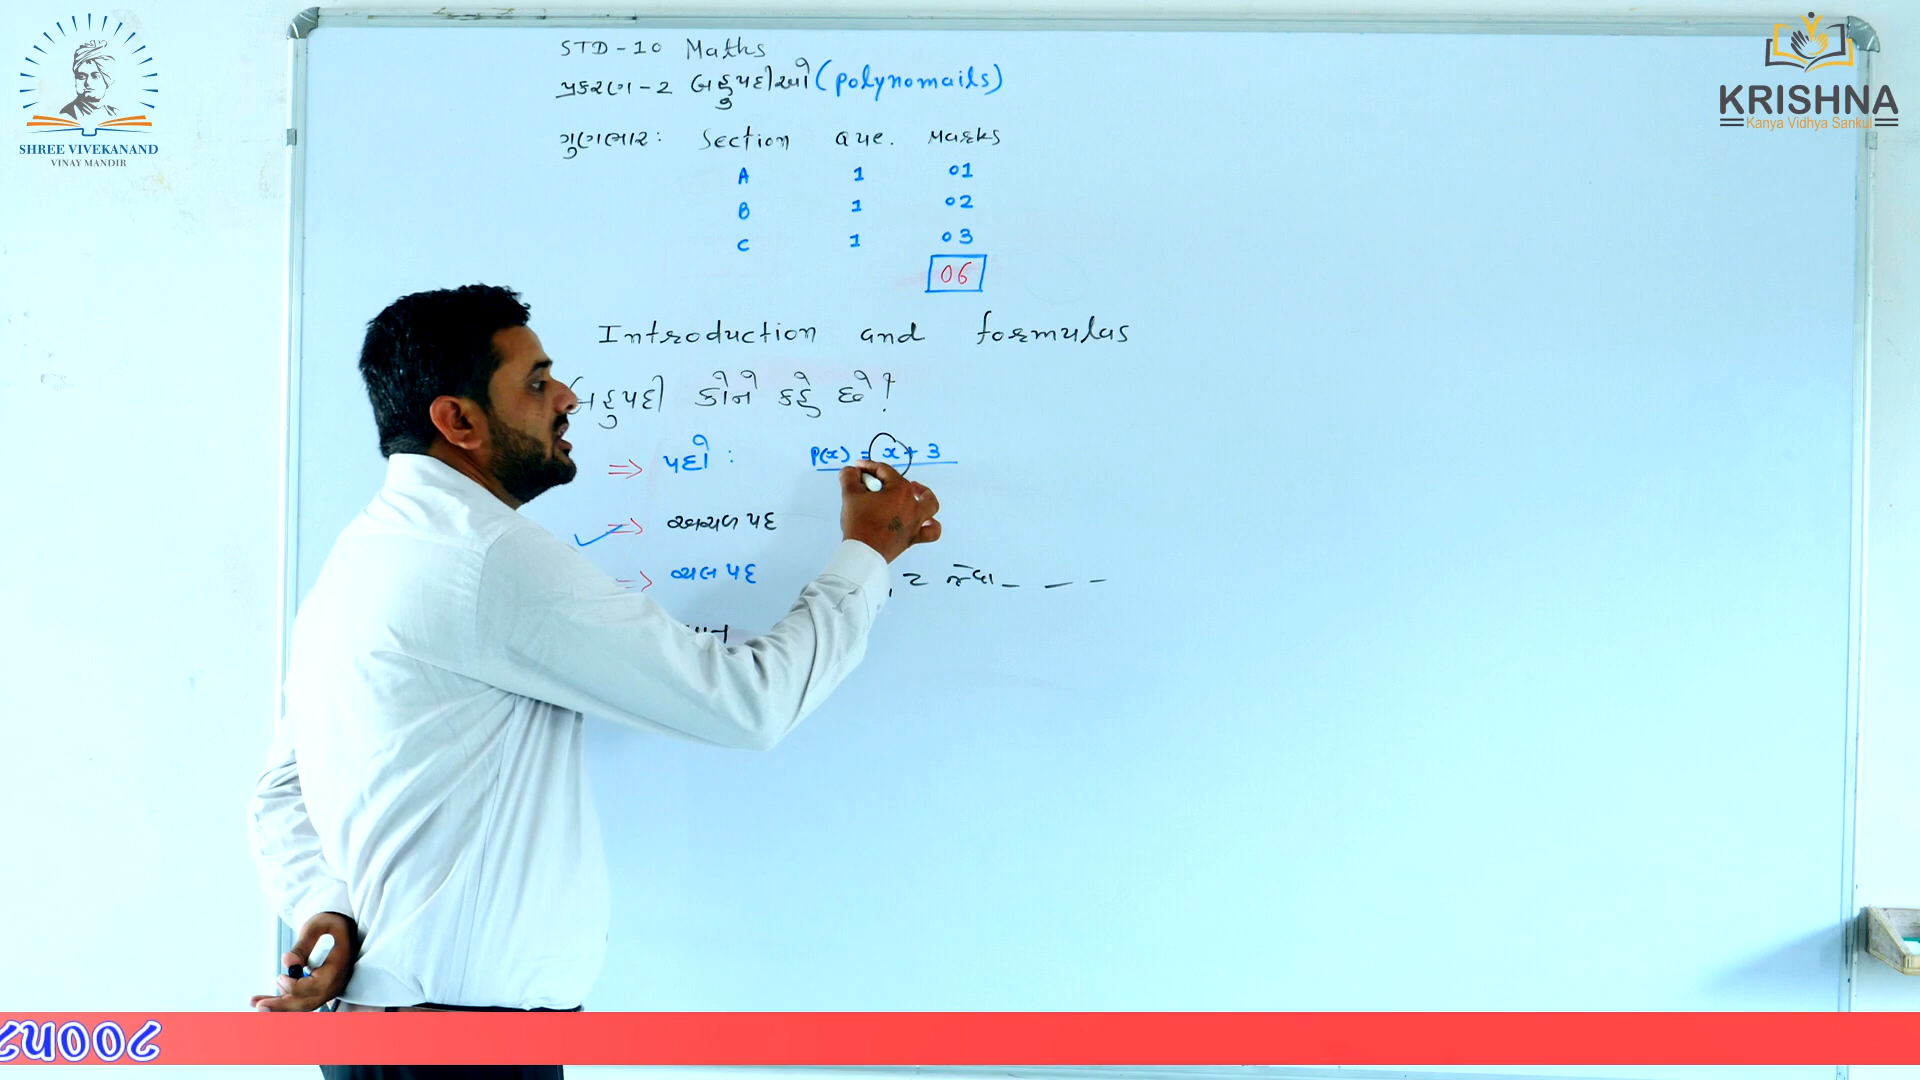 SHREE VIVEKANAND
VINAY MANDIR
KRISHNA
Kanya Vidhya Sankul
STD - 10 Maths
પ્રકરણ - 2 બહુપદીઓ (polynomails)
ગુણભાર : Section Que. Marks
A 1 01
B 1 02
C 1 03
06
Introduction and formulas
બહુપદી કોને કહે છે?
⇒ પદો : P(x) = x + 3
⇒ અચળ પદ
⇒ ચલ પદ , z જેવા - - -
૮૫૦૦૮